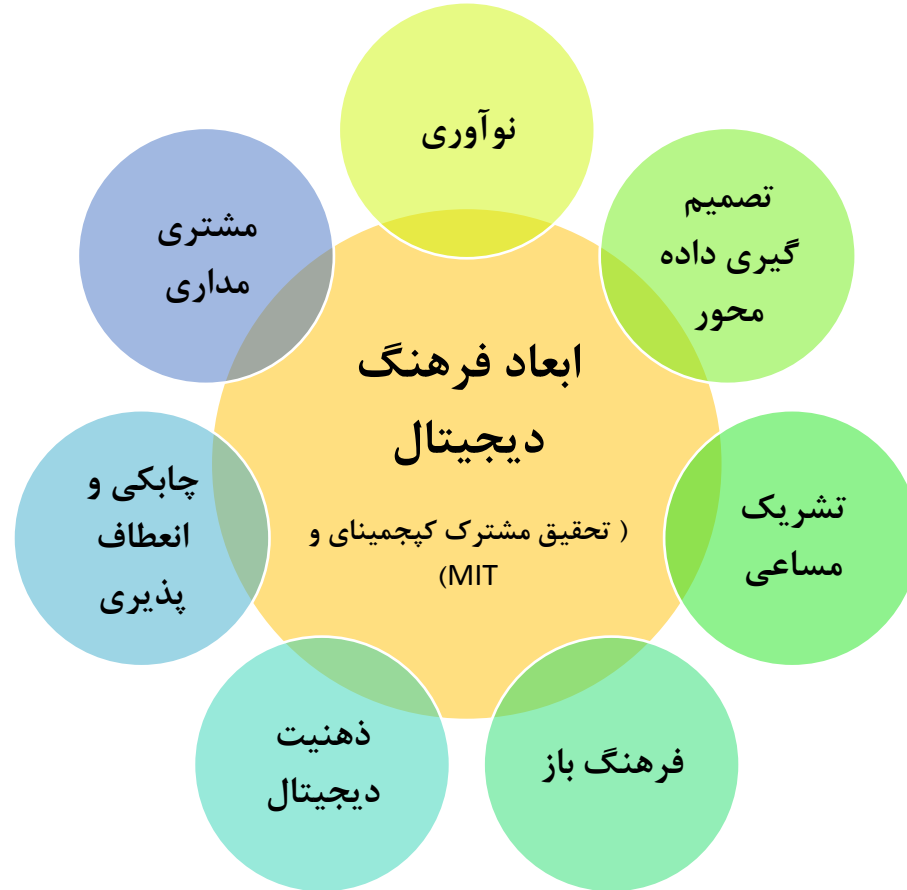 نوآوری
تصمیم
گیری داده
محور
تشریک
مساعی
فرهنگ باز
ذهنیت
دیجیتال
چابکی و
انعطاف
پذیری
مشتری
مداری
ابعاد فرهنگ
دیجیتال
( تحقیق مشترک کپجمینای و
MIT)